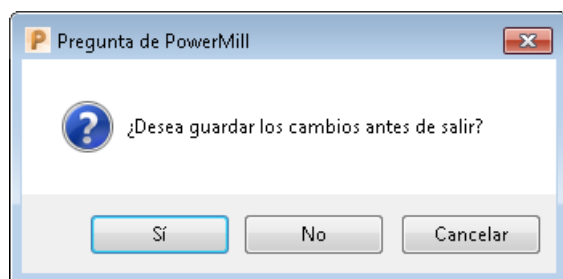 Pregunta de PowerMill
¿Desea guardar los cambios antes de salir?
Sí
No
Cancelar